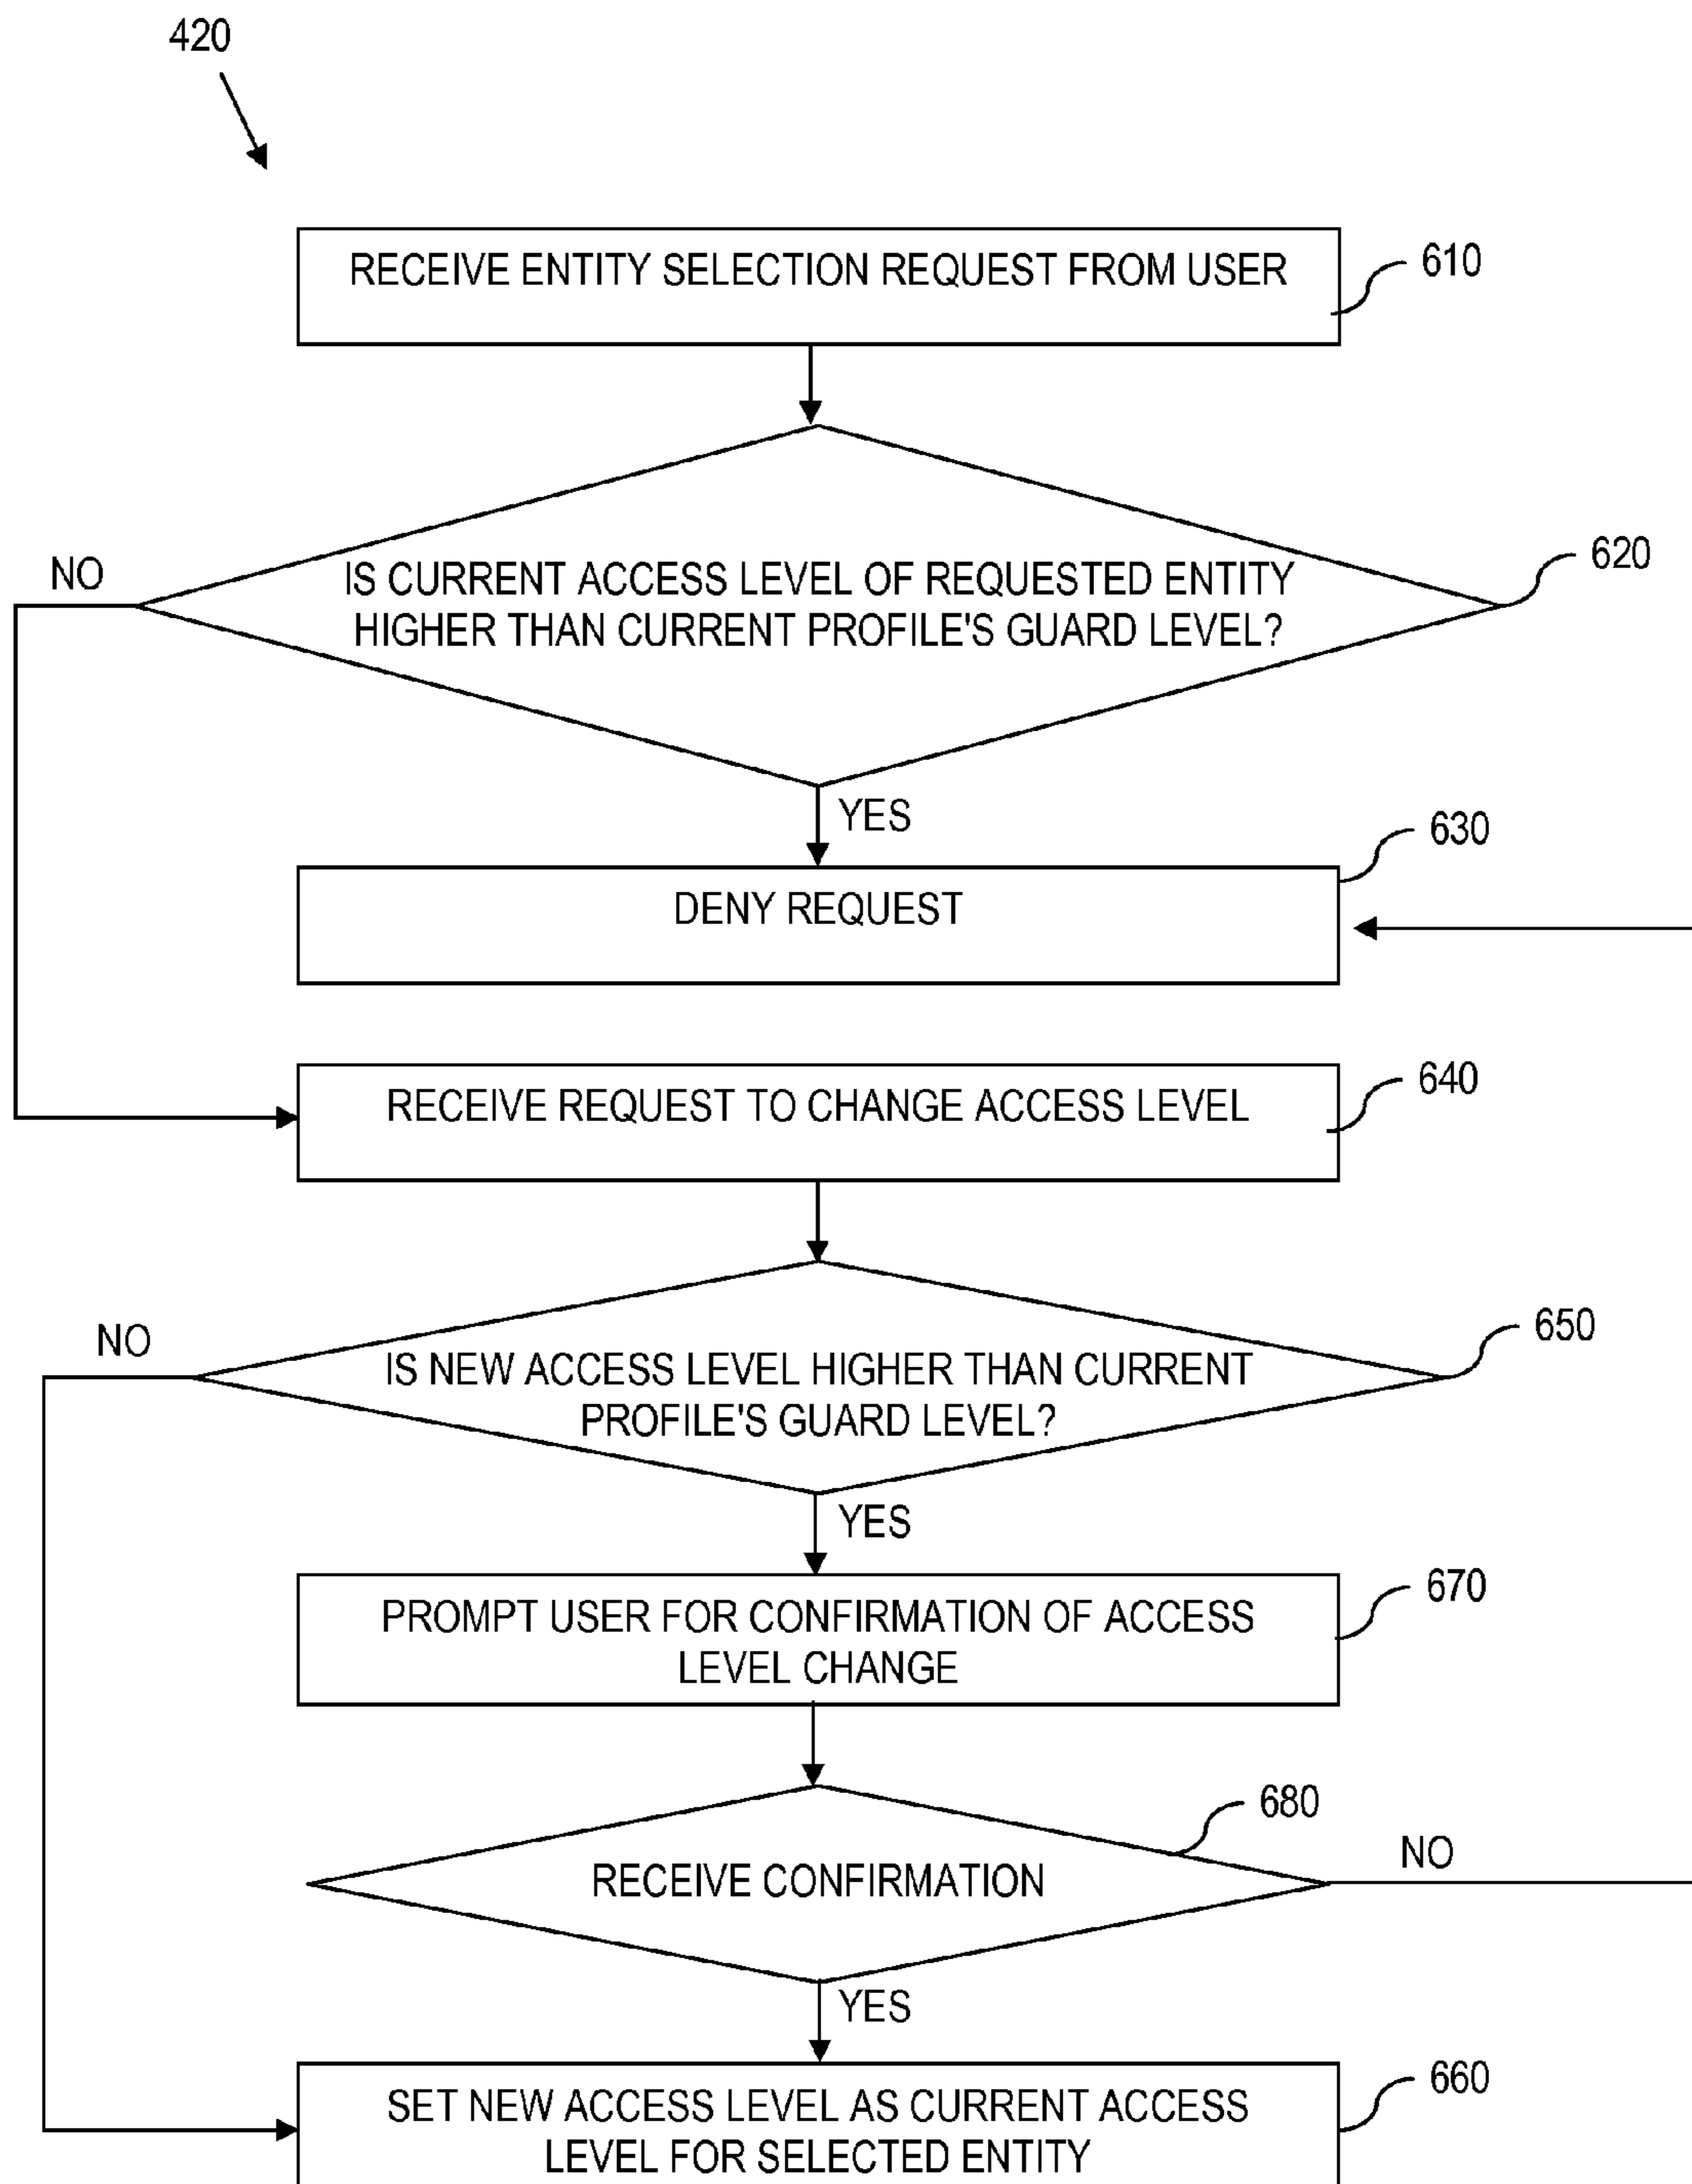 420
RECEIVE ENTITY SELECTION REQUEST FROM USER
610
NO
IS CURRENT ACCESS LEVEL OF REQUESTED ENTITY
HIGHER THAN CURRENT PROFILE'S GUARD LEVEL?
620
YES
630
DENY REQUEST
RECEIVE REQUEST TO CHANGE ACCESS LEVEL
640
NO
IS NEW ACCESS LEVEL HIGHER THAN CURRENT
PROFILE'S GUARD LEVEL?
650
YES
PROMPT USER FOR CONFIRMATION OF ACCESS
LEVEL CHANGE
670
680
RECEIVE CONFIRMATION
NO
YES
SET NEW ACCESS LEVEL AS CURRENT ACCESS
LEVEL FOR SELECTED ENTITY
660